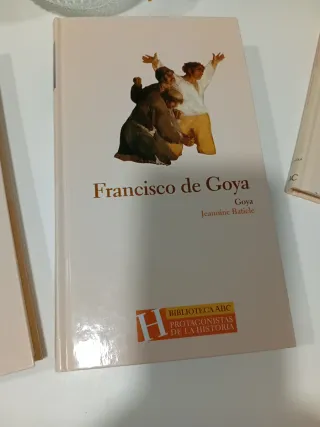 Francisco de Goya
Goya
Jeannine Baticle
H
BIBLIOTECA ABC
PROTAGONISTAS
DE LA HISTORIA